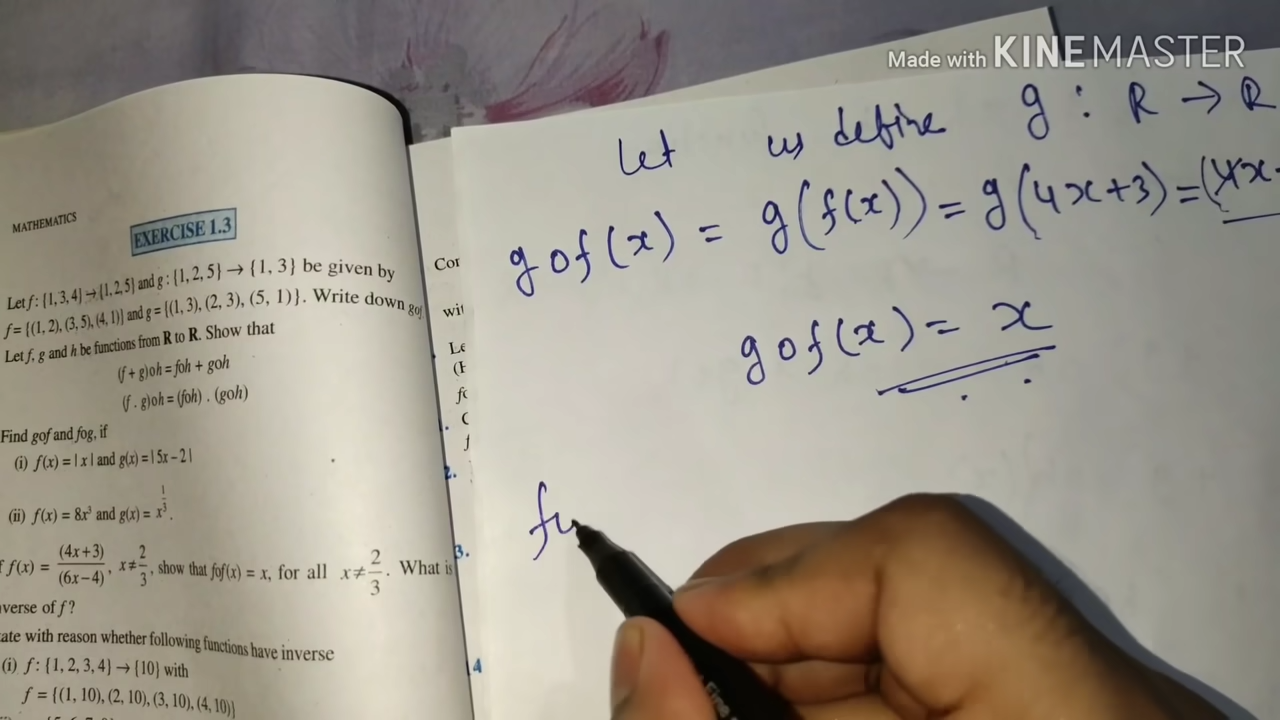 Made with KINEMASTER
MATHEMATICS
EXERCISE 1.3
Let f : {1, 3, 4} → {1, 2, 5} and g : {1, 2, 5} → {1, 3} be given by
f = {(1, 2), (3, 5), (4, 1)} and g = {(1, 3), (2, 3), (5, 1)}. Write down gof
Let f, g and h be functions from R to R. Show that
(f + g)oh = foh + goh
(f . g)oh = (foh) . (goh)
Find gof and fog, if
(i) f(x) = | x | and g(x) = | 5x – 2 |
(ii) f(x) = 8x³ and g(x) = x^(1/3).
f(x) = (4x+3)/(6x–4), x ≠ 2/3, show that fof(x) = x, for all x ≠ 2/3. What is
verse of f?
ate with reason whether following functions have inverse
(i) f : {1, 2, 3, 4} → {10} with
f = {(1, 10), (2, 10), (3, 10), (4, 10)}
2.
3.
4
Let us define g : R → R
gof(x) = g(f(x)) = g(4x+3) = (4x
gof(x) = x